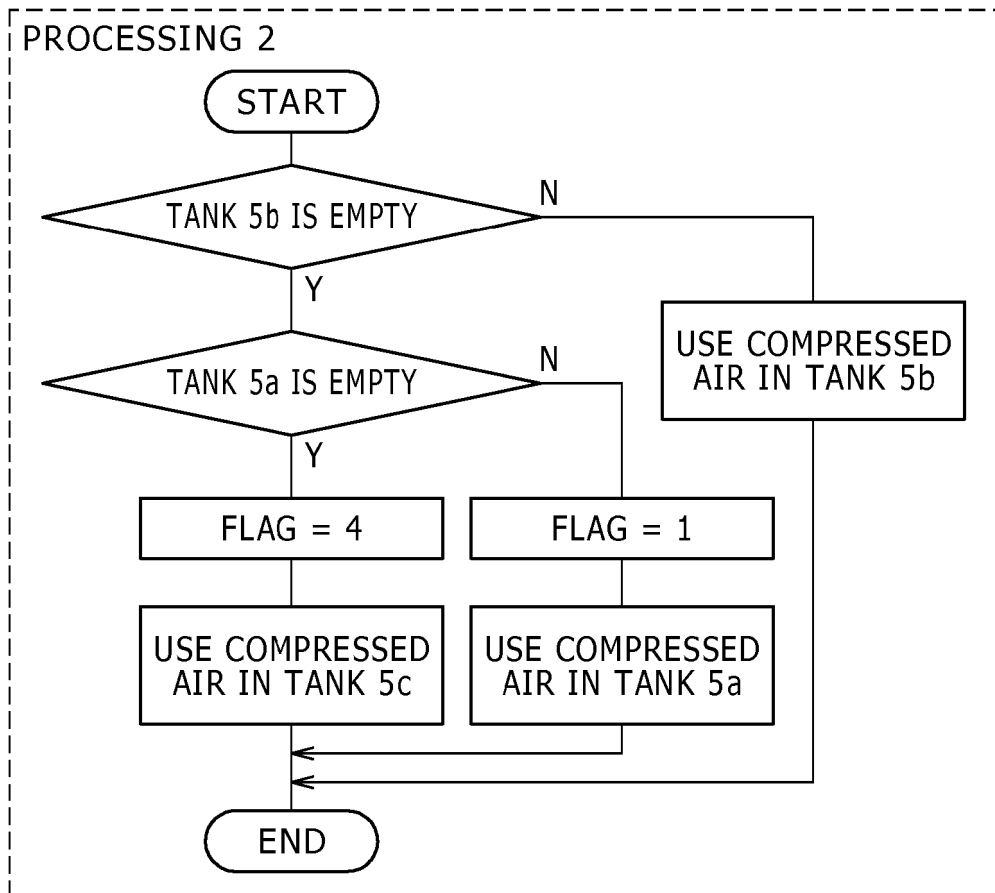 PROCESSING 2
START
TANK 5b IS EMPTY
N
Y
USE COMPRESSED
AIR IN TANK 5b
TANK 5a IS EMPTY
N
Y
FLAG = 4
FLAG = 1
USE COMPRESSED
AIR IN TANK 5c
USE COMPRESSED
AIR IN TANK 5a
END